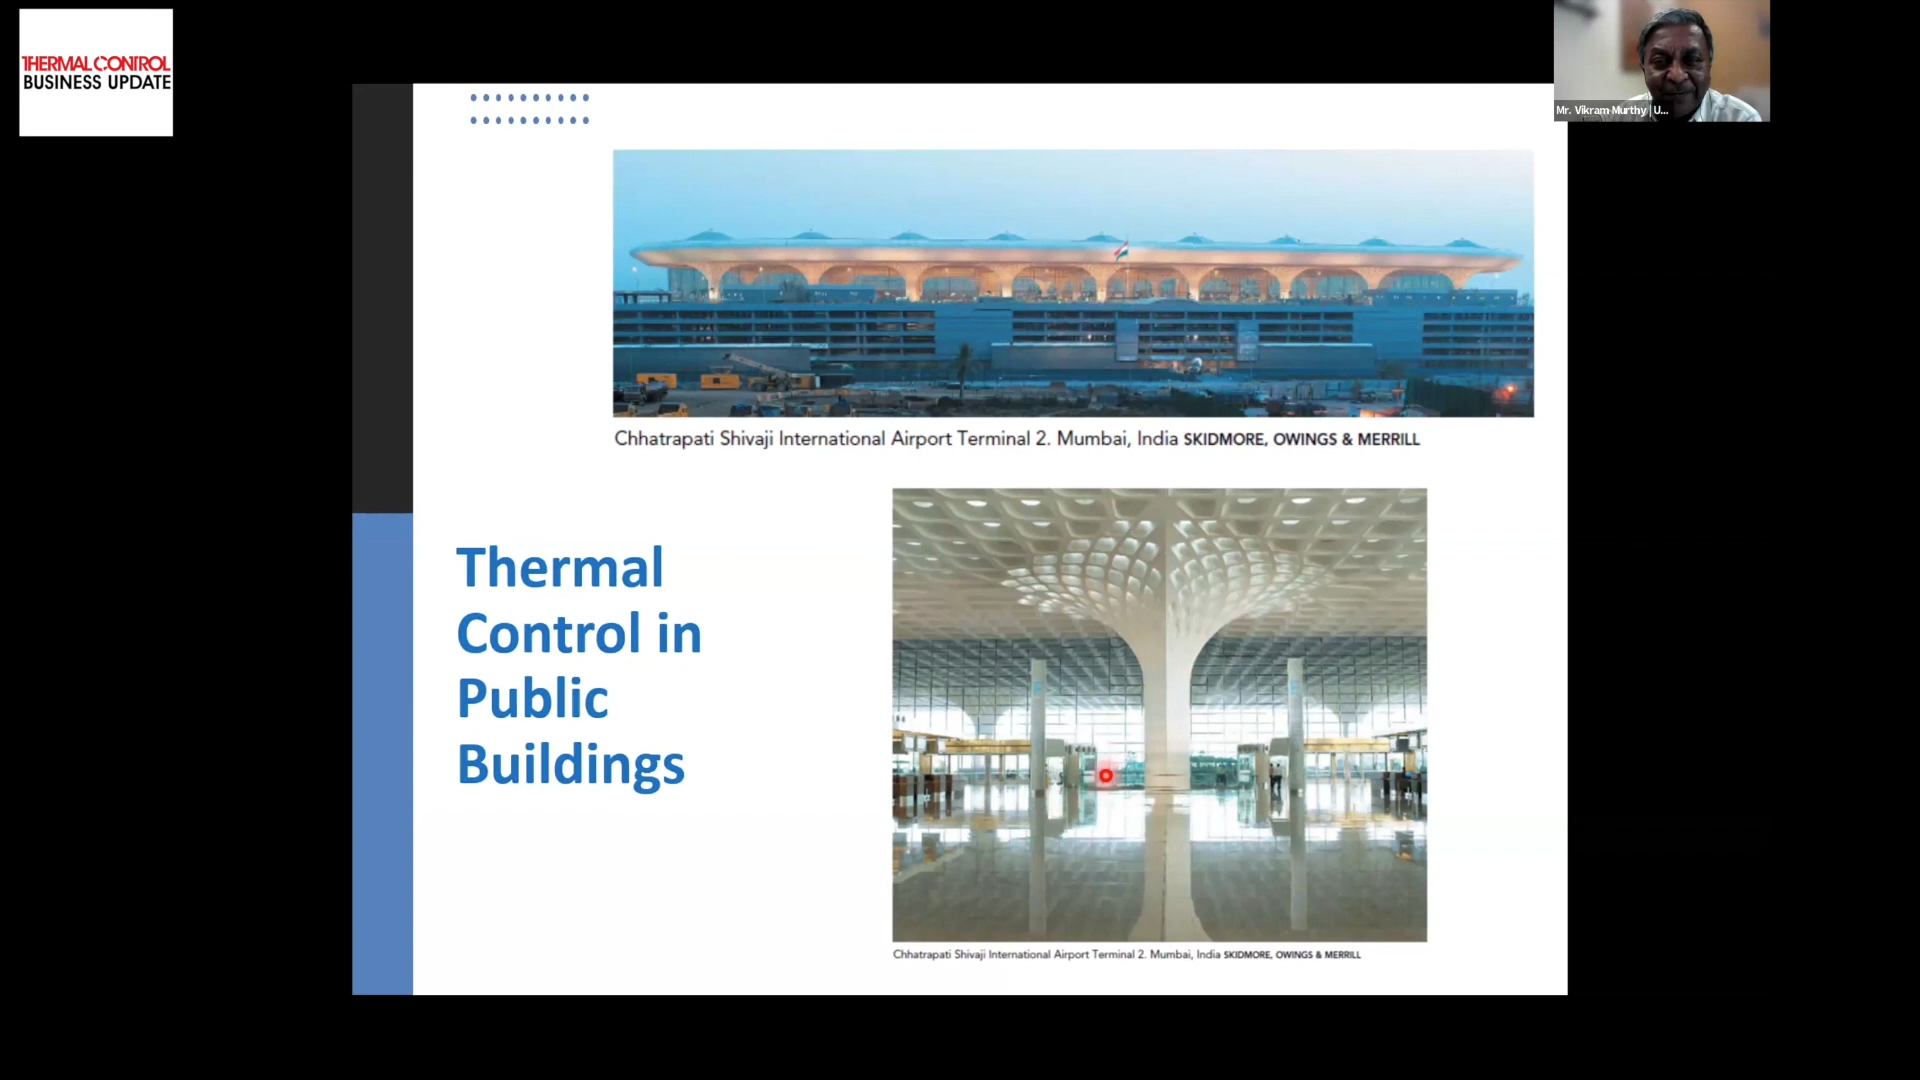 THERMAL CONTROL
BUSINESS UPDATE
Mr. Vikram Murthy | U...
Chhatrapati Shivaji International Airport Terminal 2. Mumbai, India SKIDMORE, OWINGS & MERRILL
Thermal
Control in
Public
Buildings
Chhatrapati Shivaji International Airport Terminal 2. Mumbai, India SKIDMORE, OWINGS & MERRILL